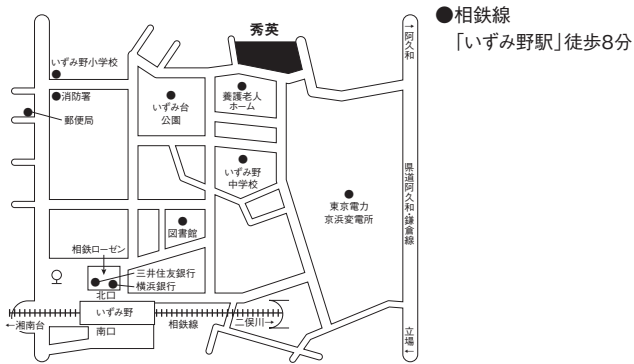 秀英
●相鉄線
「いずみ野駅」徒歩8分
→阿久和
いずみ野小学校
消防署
郵便局
いずみ台
公園
養護老人
ホーム
いずみ野
中学校
東京電力
京浜変電所
県道阿久和・鎌倉線
図書館
相鉄ローゼン
三井住友銀行
横浜銀行
北口
いずみ野
←湘南台
南口
相鉄線
二俣川→
立場←